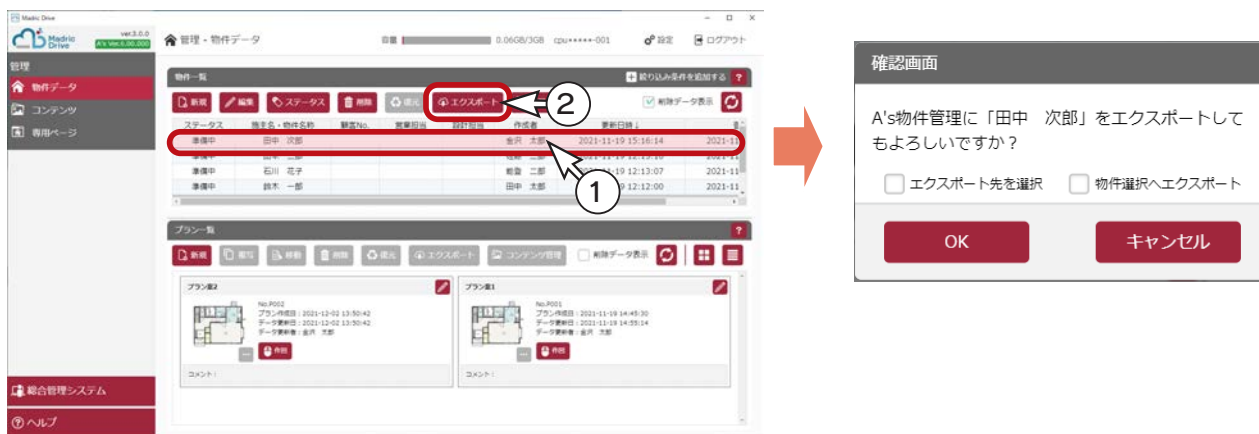 Madric Drive
Madric Drive ver.3.0.0 A's Ver.6.00.000
管理 - 物件データ 容量 0.06GB/3GB cpu*****-001 設定 ログアウト
管理
物件データ
コンテンツ
専用ページ
総合管理システム
ヘルプ
物件一覧 絞り込み条件を追加する ?
新規 編集 ステータス 削除 復元 エクスポート 削除データ表示
②
ステータス 施主名・物件名称 顧客No. 営業担当 設計担当 作成者 更新日時↓
準備中 田中 次郎 金沢 太郎 2021-11-19 15:16:14 2021-11
準備中 2021-11-19 12:15:10
準備中 石川 花子 能登 二郎 12:13:07 2021-11
準備中 鈴木 一郎 田中 太郎 12:12:00 2021-11
①
プラン一覧 ?
新規 複写 移動 削除 復元 エクスポート コンテンツ管理 削除データ表示
プラン案2
No.P002
プラン作成日:2021-12-02 13:50:42
データ更新日:2021-12-02 13:50:42
データ更新者:金沢 太郎
作図
コメント:
プラン案1
No.P001
プラン作成日:2021-11-19 14:45:30
データ更新日:2021-11-19 14:55:14
データ更新者:金沢 太郎
作図
コメント:
確認画面
A's物件管理に「田中 次郎」をエクスポートして
もよろしいですか?
エクスポート先を選択 物件選択へエクスポート
OK キャンセル